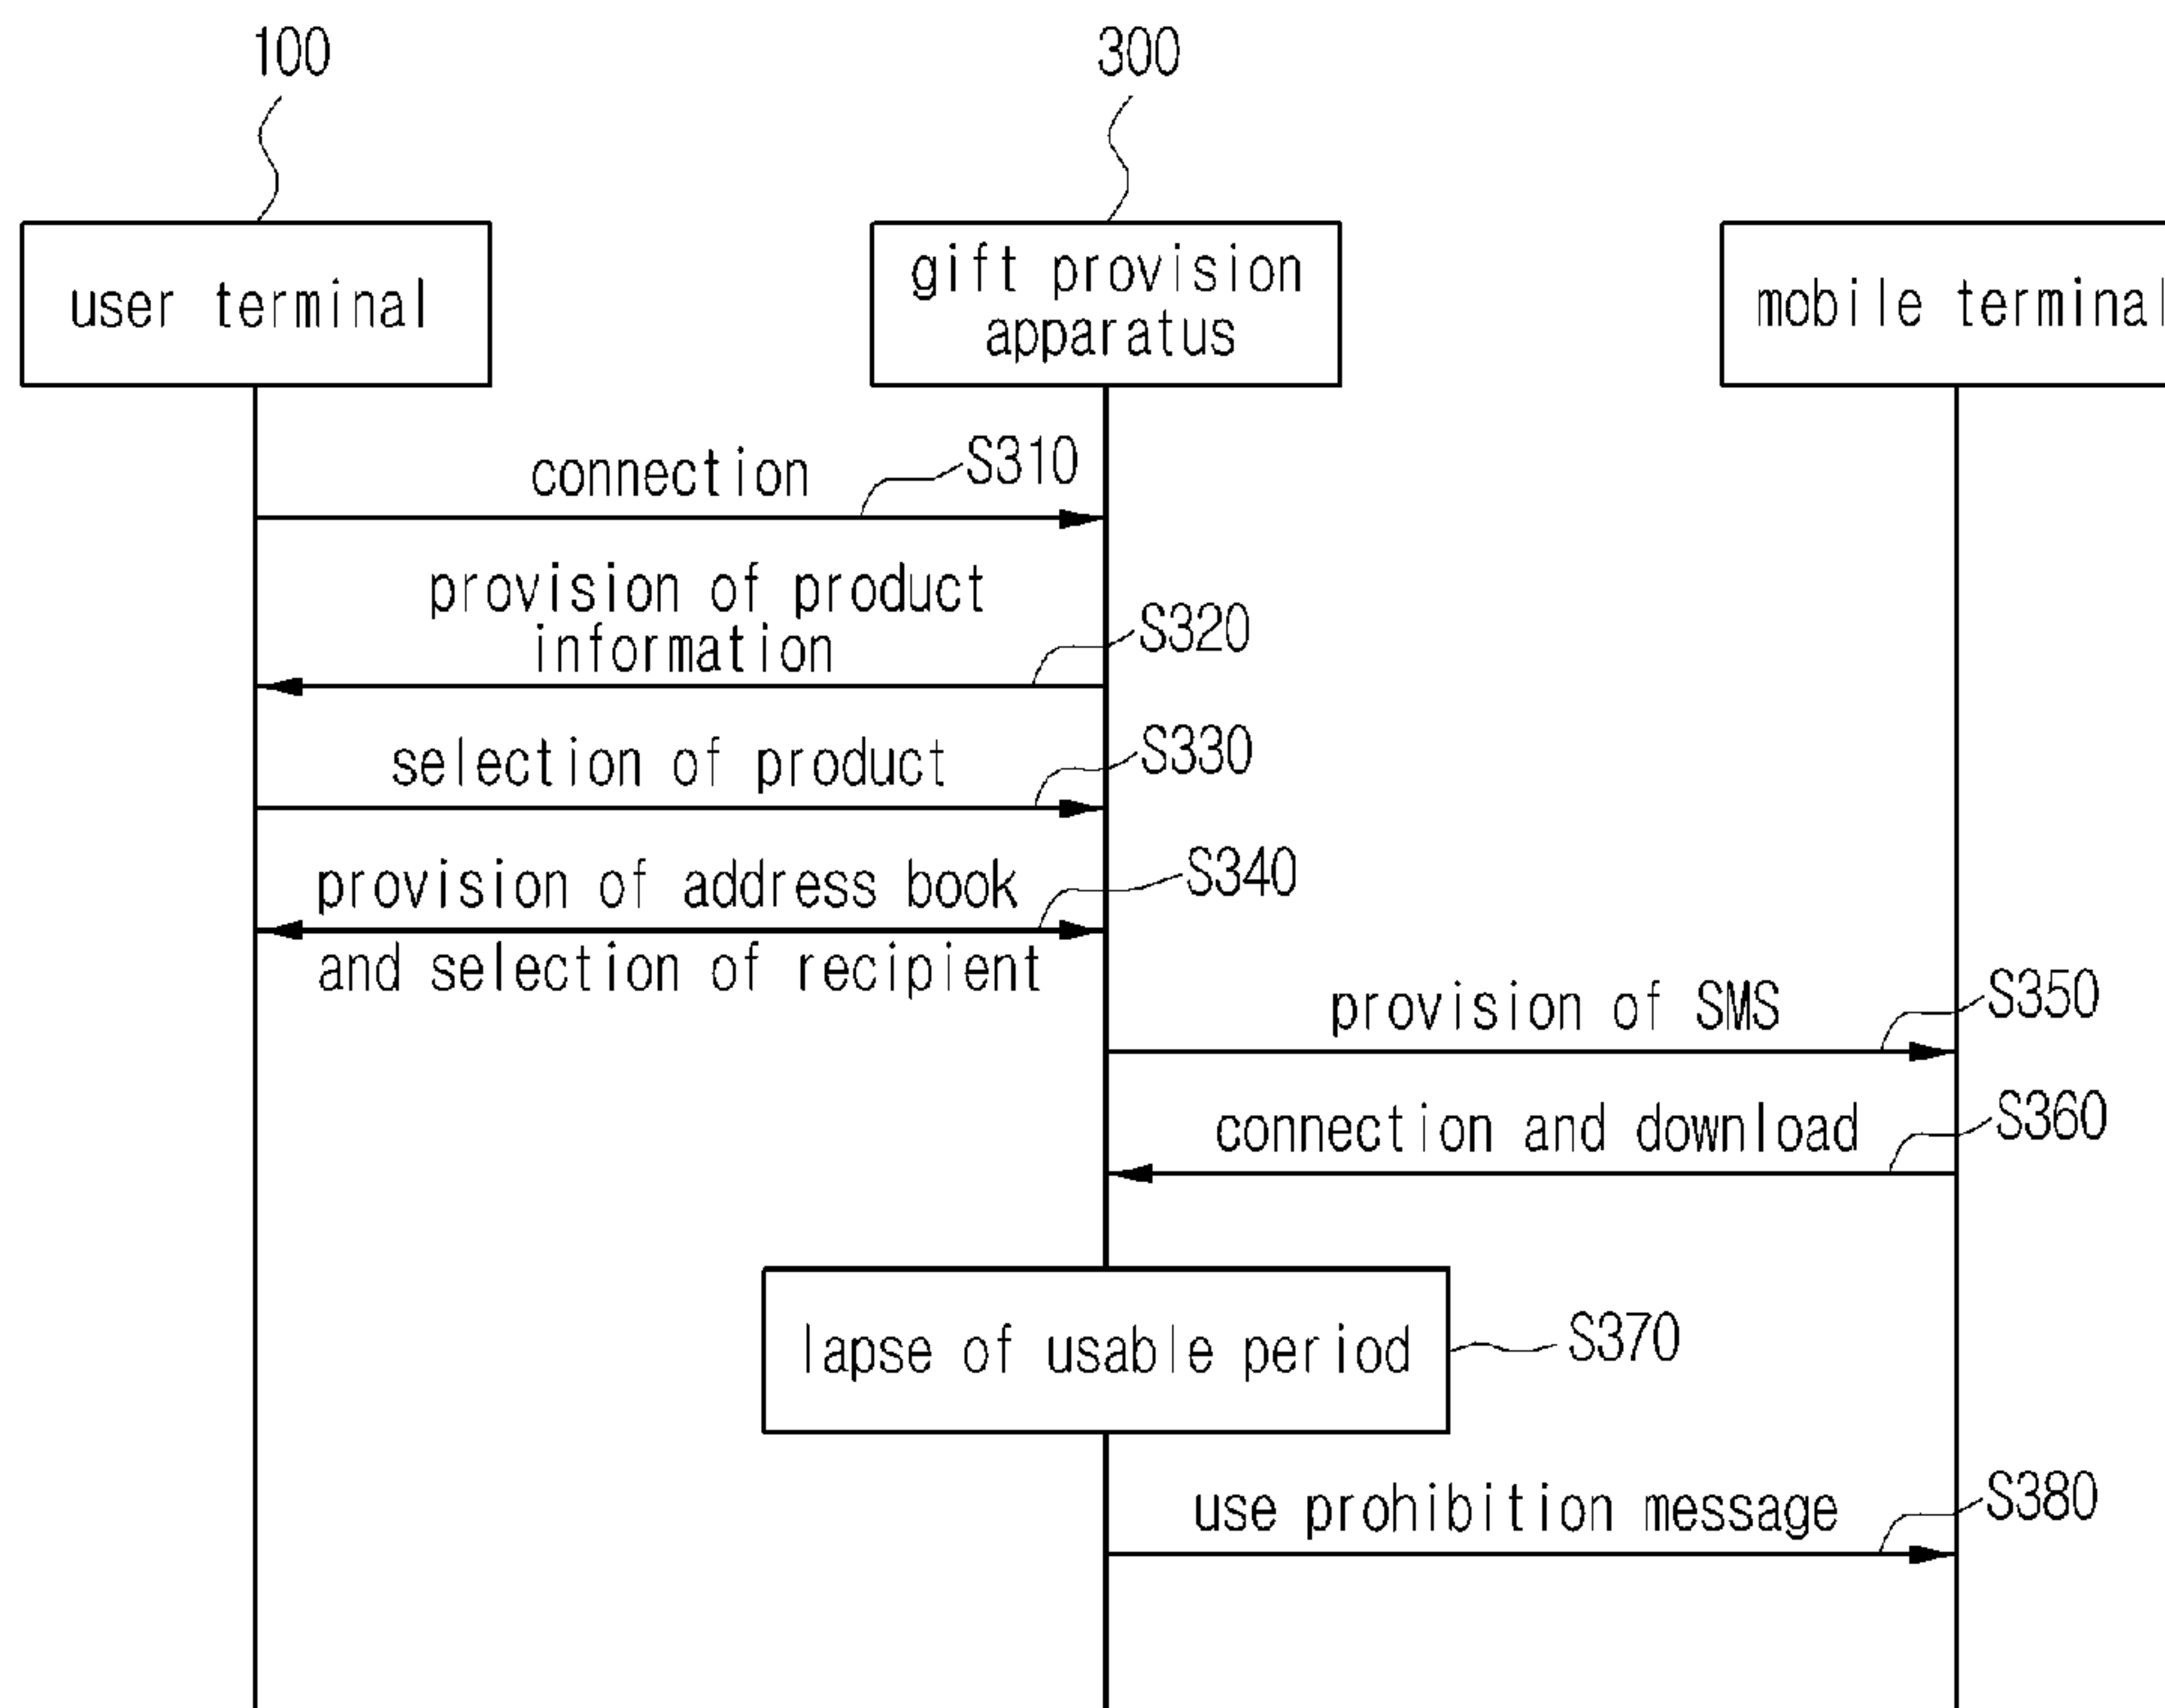 100
300
user terminal
gift provision
apparatus
mobile terminal
connection
S310
provision of product
information
S320
selection of product
S330
provision of address book
S340
and selection of recipient
provision of SMS
S350
connection and download
S360
lapse of usable period
S370
use prohibition message
S380